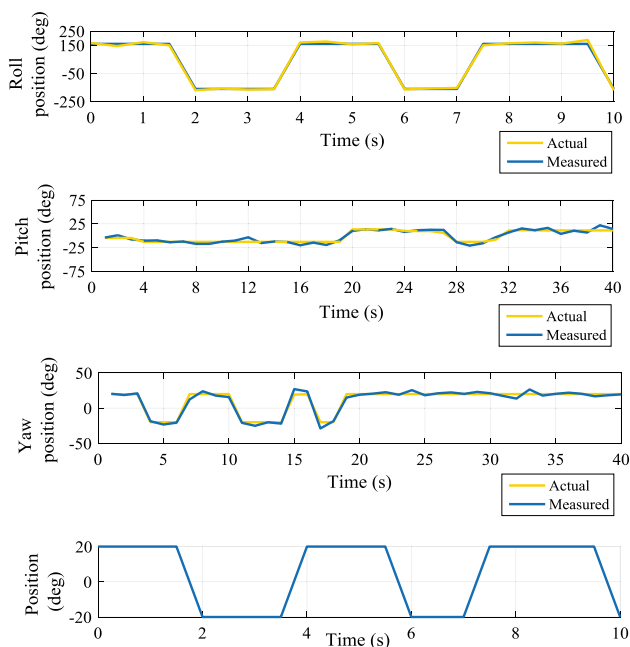 Roll
position (deg)
250
150
-50
-250
0 1 2 3 4 5 6 7 8 9 10
Time (s)
Actual
Measured
Pitch
position (deg)
75
25
-25
-75
0 4 8 12 16 20 24 28 32 36 40
Time (s)
Actual
Measured
Yaw
position (deg)
50
0
-50
0 5 10 15 20 25 30 35 40
Time (s)
Actual
Measured
Position
(deg)
20
0
-20
0 2 4 6 8 10
Time (s)